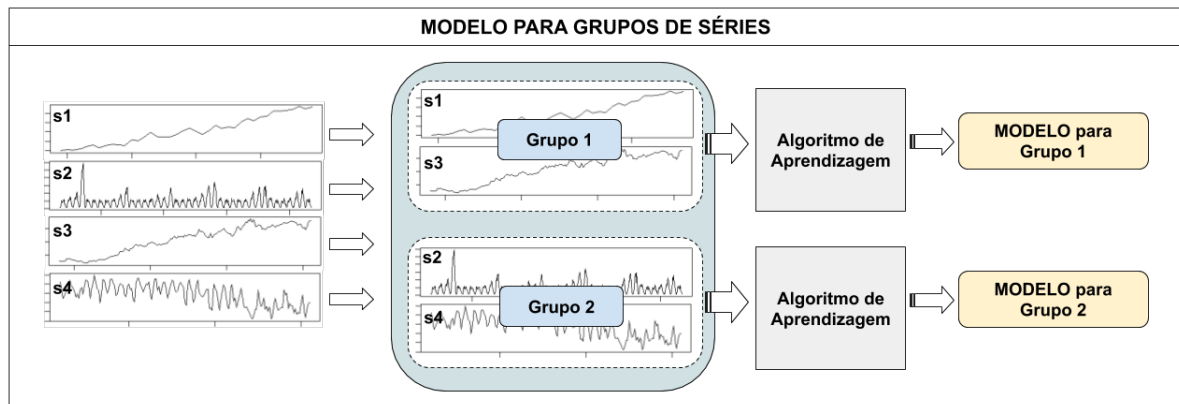 MODELO PARA GRUPOS DE SÉRIES
s1
s2
s3
s4
s1
Grupo 1
s3
s2
Grupo 2
s4
Algoritmo de
Aprendizagem
MODELO para
Grupo 1
Algoritmo de
Aprendizagem
MODELO para
Grupo 2